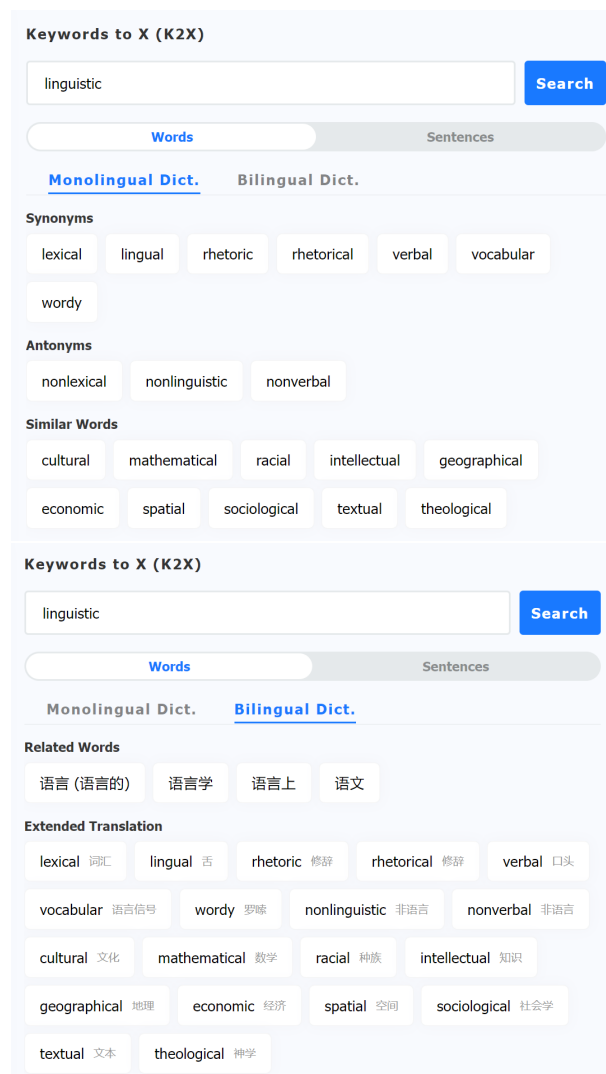 Keywords to X (K2X)
linguistic Search
Words Sentences
Monolingual Dict. Bilingual Dict.
Synonyms
lexical lingual rhetoric rhetorical verbal vocabular
wordy
Antonyms
nonlexical nonlinguistic nonverbal
Similar Words
cultural mathematical racial intellectual geographical
economic spatial sociological textual theological
Keywords to X (K2X)
linguistic Search
Words Sentences
Monolingual Dict. Bilingual Dict.
Related Words
语言 (语言的) 语言学 语言上 语文
Extended Translation
lexical 词汇 lingual 舌 rhetoric 修辞 rhetorical 修辞 verbal 口头
vocabular 语言信号 wordy 罗嗦 nonlinguistic 非语言 nonverbal 非语言
cultural 文化 mathematical 数学 racial 种族 intellectual 知识
geographical 地理 economic 经济 spatial 空间 sociological 社会学
textual 文本 theological 神学